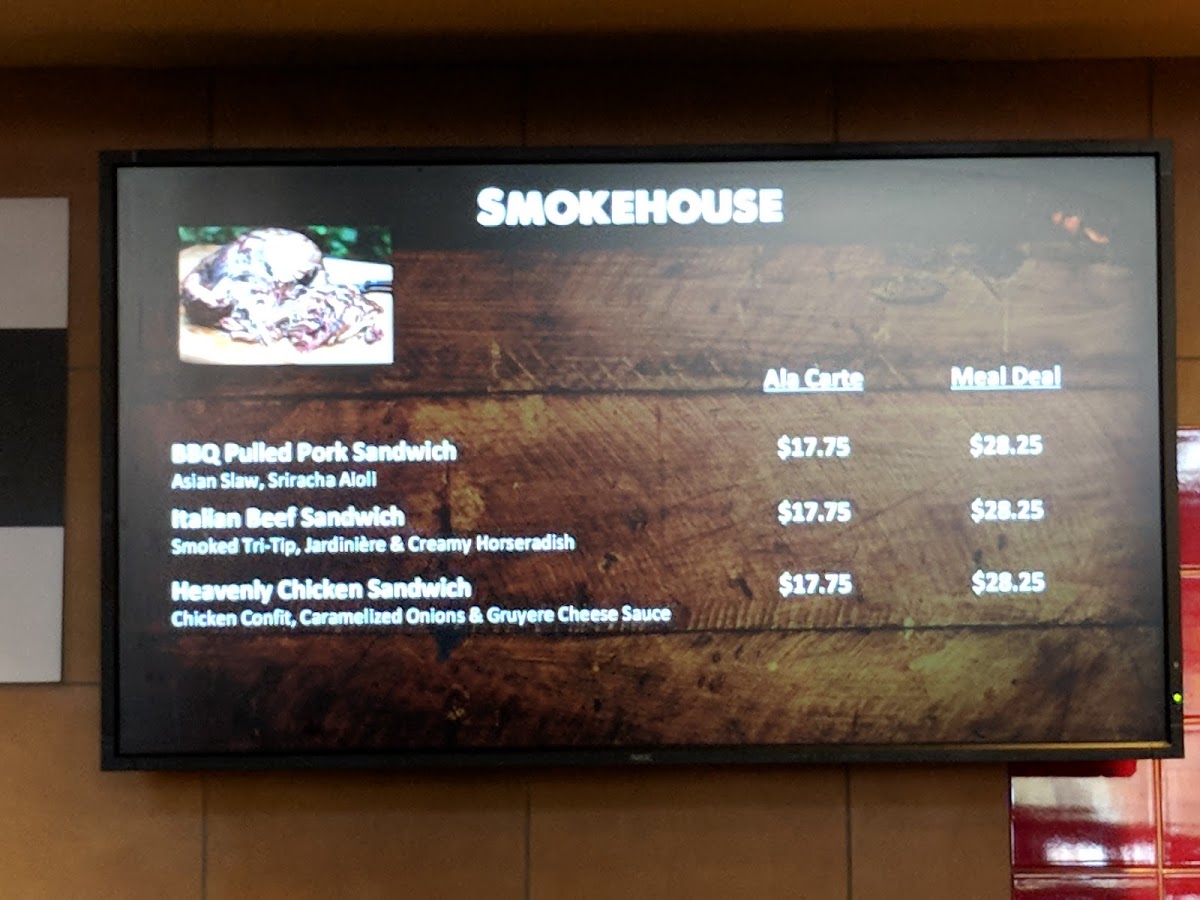 SMOKEHOUSE
Ala Carte Meal Deal
BBQ Pulled Pork Sandwich $17.75 $28.25
Asian Slaw, Sriracha Aioli
Italian Beef Sandwich $17.75 $28.25
Smoked Tri-Tip, Jardinière & Creamy Horseradish
Heavenly Chicken Sandwich $17.75 $28.25
Chicken Confit, Caramelized Onions & Gruyere Cheese Sauce
NEC